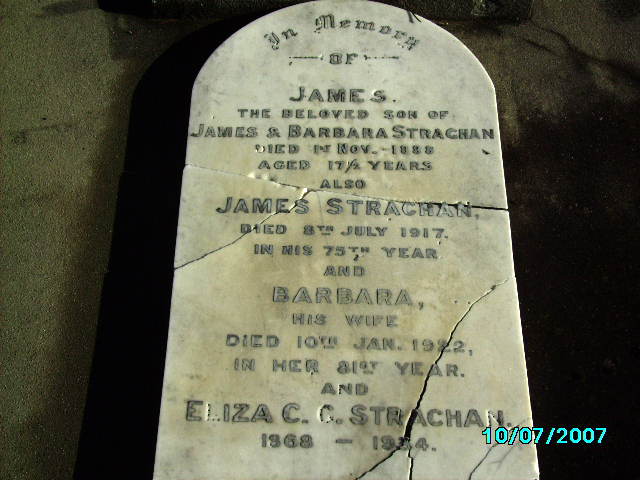 In Memory
OF
JAMES.
THE BELOVED SON OF
JAMES & BARBARA STRACHAN
DIED 1ST NOV. 1888
AGED 17½ YEARS
ALSO
JAMES STRACHAN,
DIED 8TH JULY 1917.
IN HIS 75TH YEAR
AND
BARBARA,
HIS WIFE
DIED 10TH JAN. 1922,
IN HER 81ST YEAR.
AND
ELIZA C. G. STRACHAN.
1868 — 1934.
10/07/2007